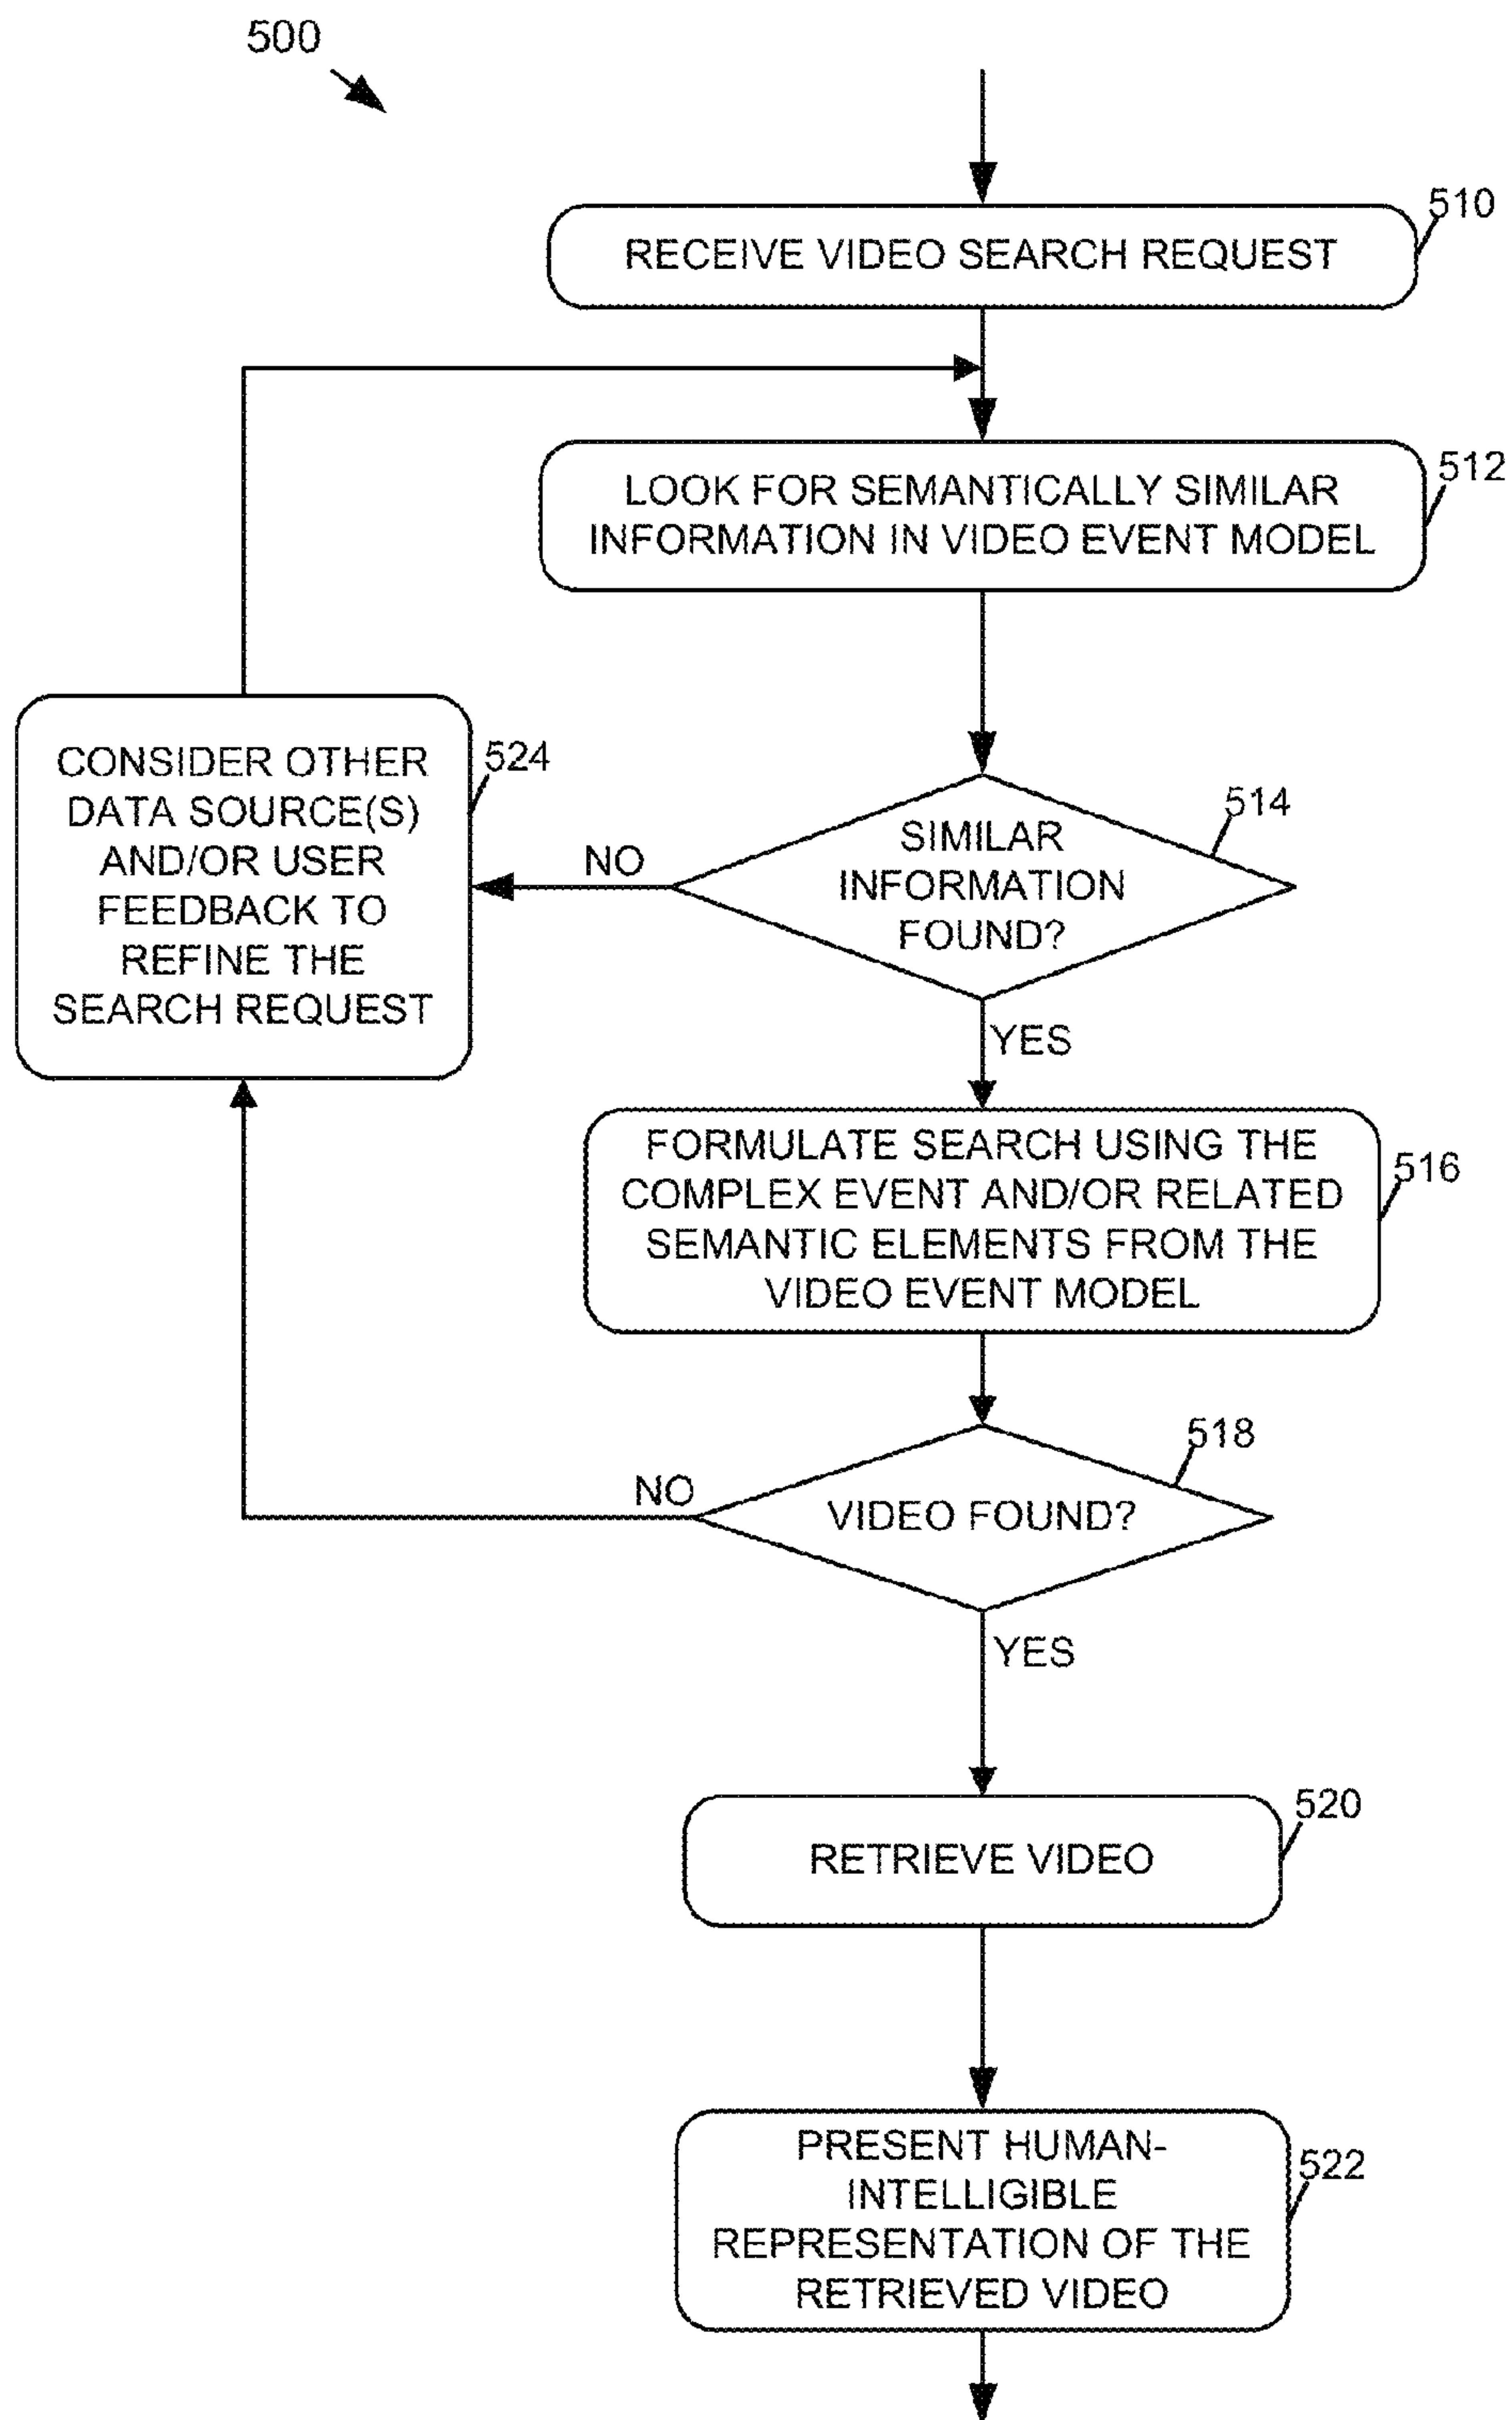 500
510
RECEIVE VIDEO SEARCH REQUEST
512
LOOK FOR SEMANTICALLY SIMILAR
INFORMATION IN VIDEO EVENT MODEL
524
CONSIDER OTHER
DATA SOURCE(S)
AND/OR USER
FEEDBACK TO
REFINE THE
SEARCH REQUEST
NO
514
SIMILAR
INFORMATION
FOUND?
YES
516
FORMULATE SEARCH USING THE
COMPLEX EVENT AND/OR RELATED
SEMANTIC ELEMENTS FROM THE
VIDEO EVENT MODEL
518
NO
VIDEO FOUND?
YES
520
RETRIEVE VIDEO
522
PRESENT HUMAN-
INTELLIGIBLE
REPRESENTATION OF THE
RETRIEVED VIDEO